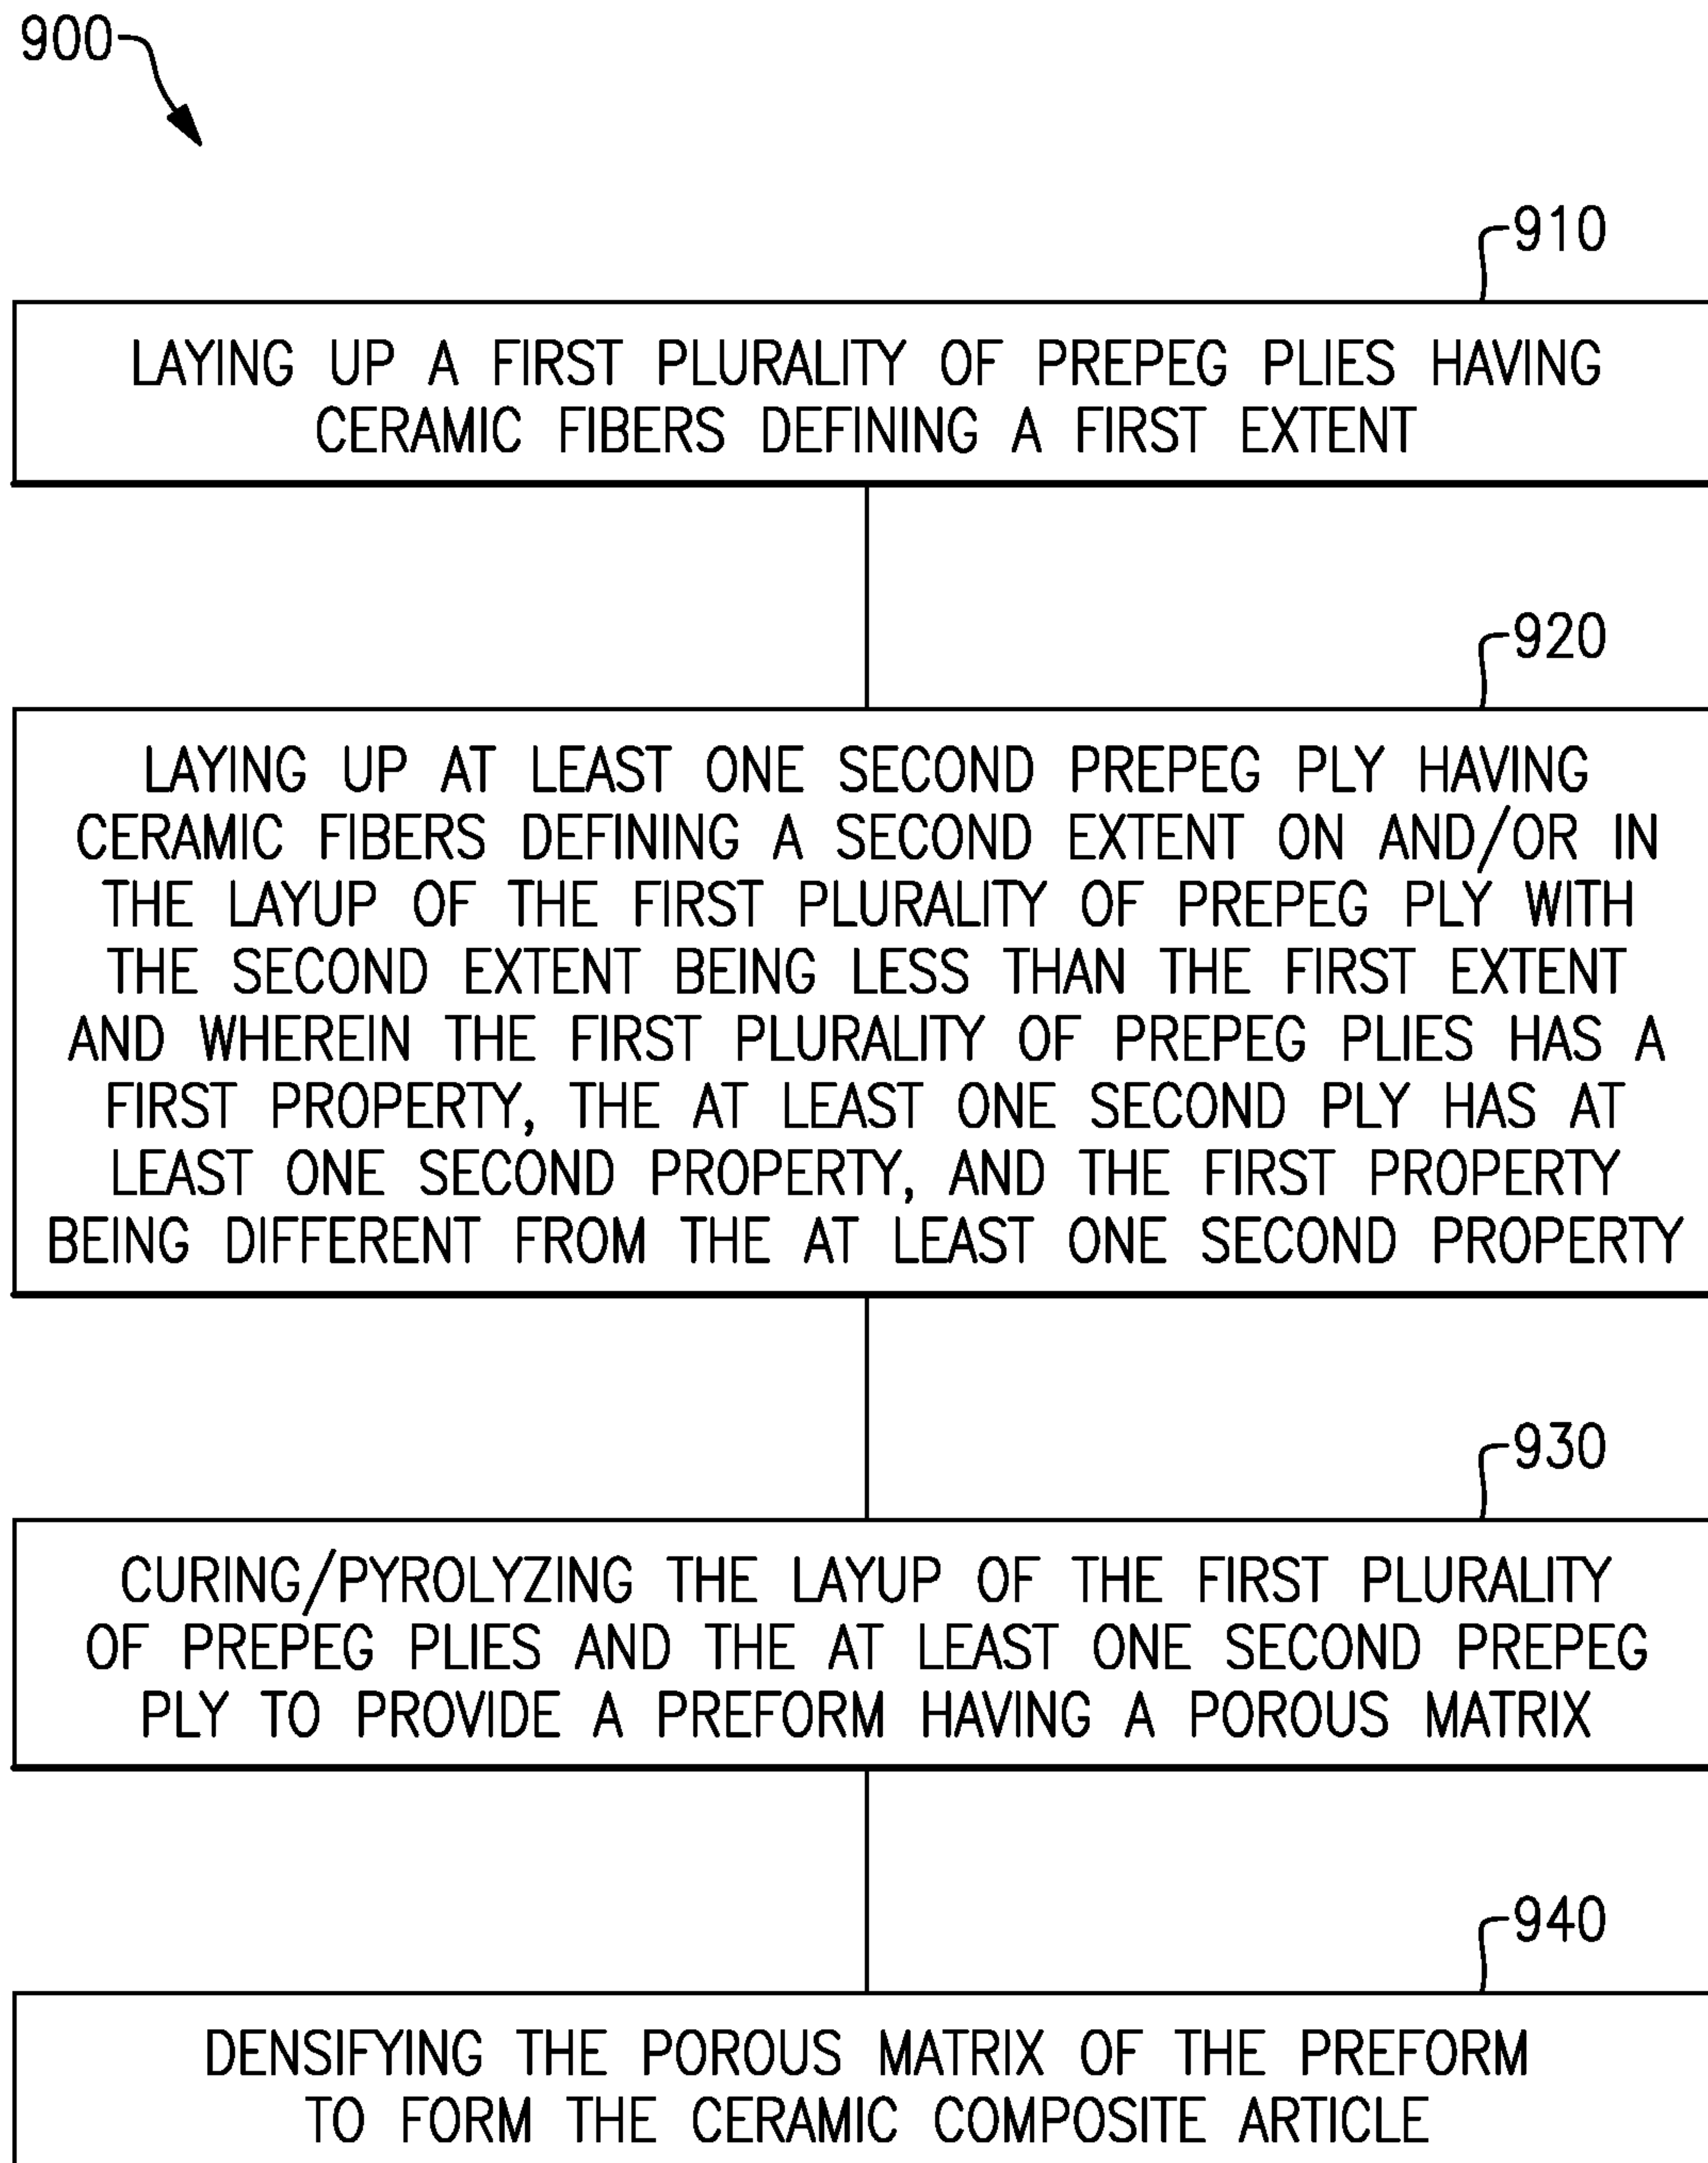 900
910
LAYING UP A FIRST PLURALITY OF PREPEG PLIES HAVING
CERAMIC FIBERS DEFINING A FIRST EXTENT
920
LAYING UP AT LEAST ONE SECOND PREPEG PLY HAVING
CERAMIC FIBERS DEFINING A SECOND EXTENT ON AND/OR IN
THE LAYUP OF THE FIRST PLURALITY OF PREPEG PLY WITH
THE SECOND EXTENT BEING LESS THAN THE FIRST EXTENT
AND WHEREIN THE FIRST PLURALITY OF PREPEG PLIES HAS A
FIRST PROPERTY, THE AT LEAST ONE SECOND PLY HAS AT
LEAST ONE SECOND PROPERTY, AND THE FIRST PROPERTY
BEING DIFFERENT FROM THE AT LEAST ONE SECOND PROPERTY
930
CURING/PYROLYZING THE LAYUP OF THE FIRST PLURALITY
OF PREPEG PLIES AND THE AT LEAST ONE SECOND PREPEG
PLY TO PROVIDE A PREFORM HAVING A POROUS MATRIX
940
DENSIFYING THE POROUS MATRIX OF THE PREFORM
TO FORM THE CERAMIC COMPOSITE ARTICLE